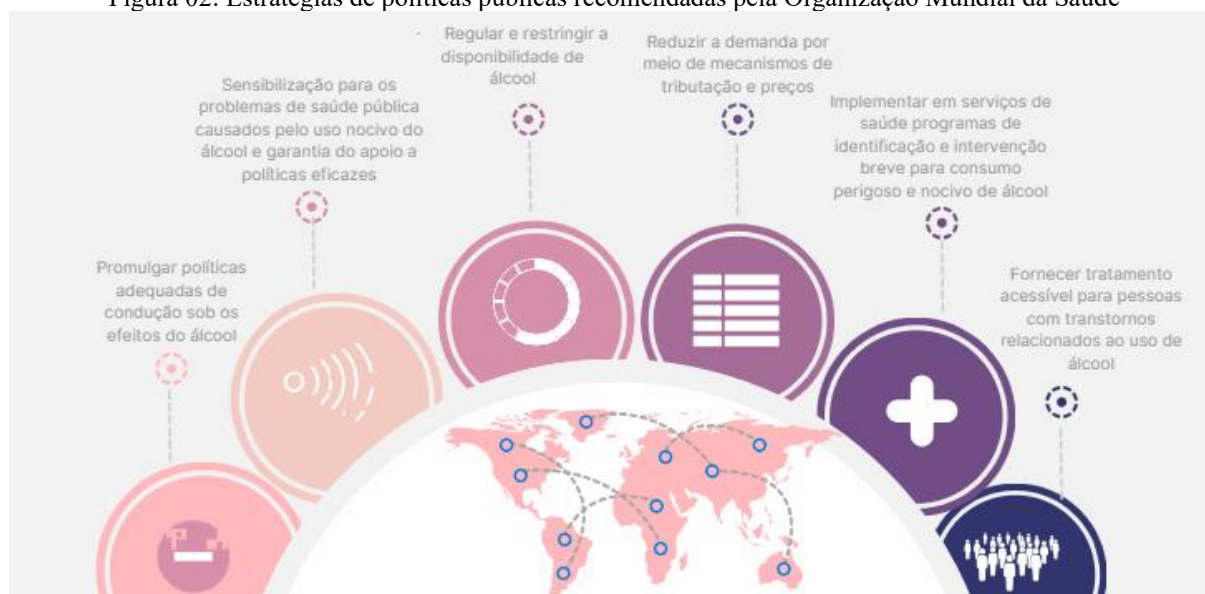 Figura 02: Estratégias de políticas públicas recomendadas pela Organização Mundial da Saúde
Promulgar políticas
adequadas de
condução sob os
efeitos do álcool
Sensibilização para os
problemas de saúde pública
causados pelo uso nocivo do
álcool e garantia do apoio a
políticas eficazes
Regular e restringir a
disponibilidade de
álcool
Reduzir a demanda por
meio de mecanismos de
tributação e preços
Implementar em serviços de
saúde programas de
identificação e intervenção
breve para consumo
perigoso e nocivo de álcool
Fornecer tratamento
acessível para pessoas
com transtornos
relacionados ao uso de
álcool